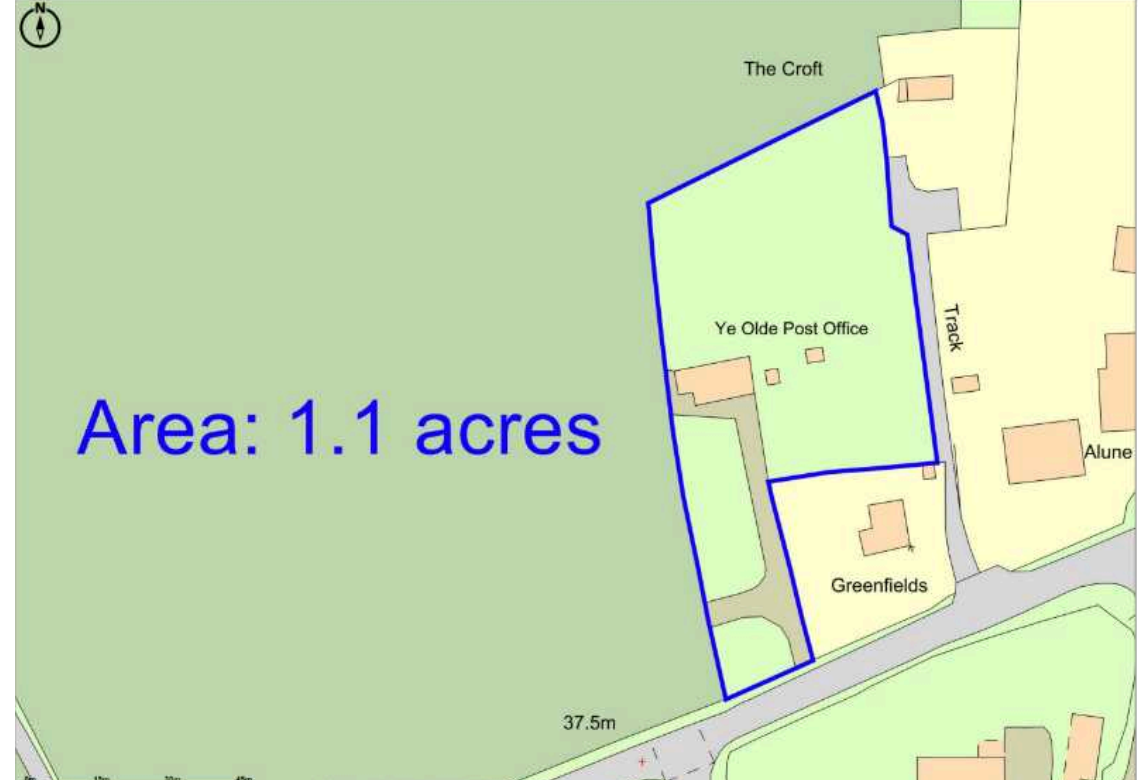 N
The Croft
Ye Olde Post Office
Track
Area: 1.1 acres
Alune
Greenfields
37.5m